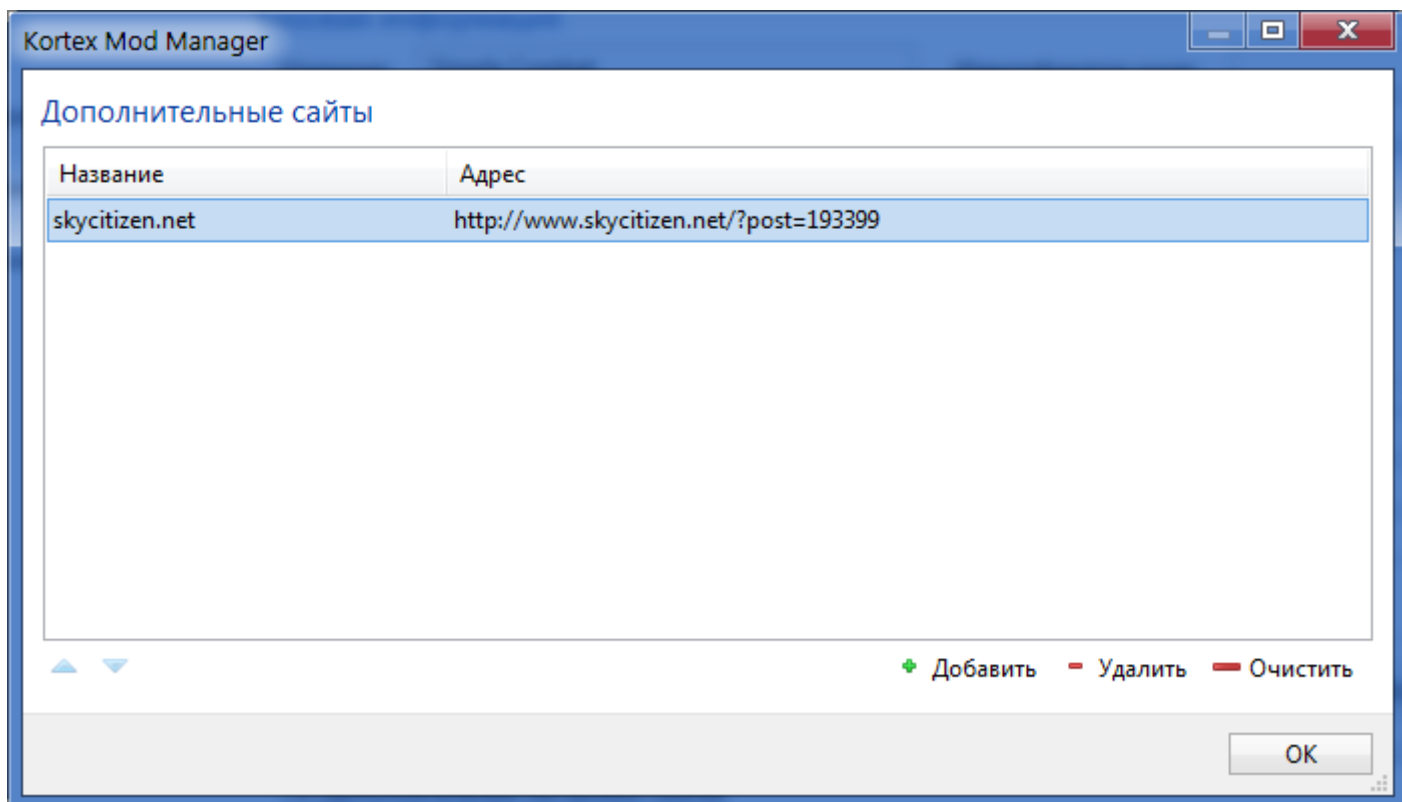 Kortex Mod Manager
Дополнительные сайты
Название Адрес
skycitizen.net http://www.skycitizen.net/?post=193399
Добавить Удалить Очистить
OK